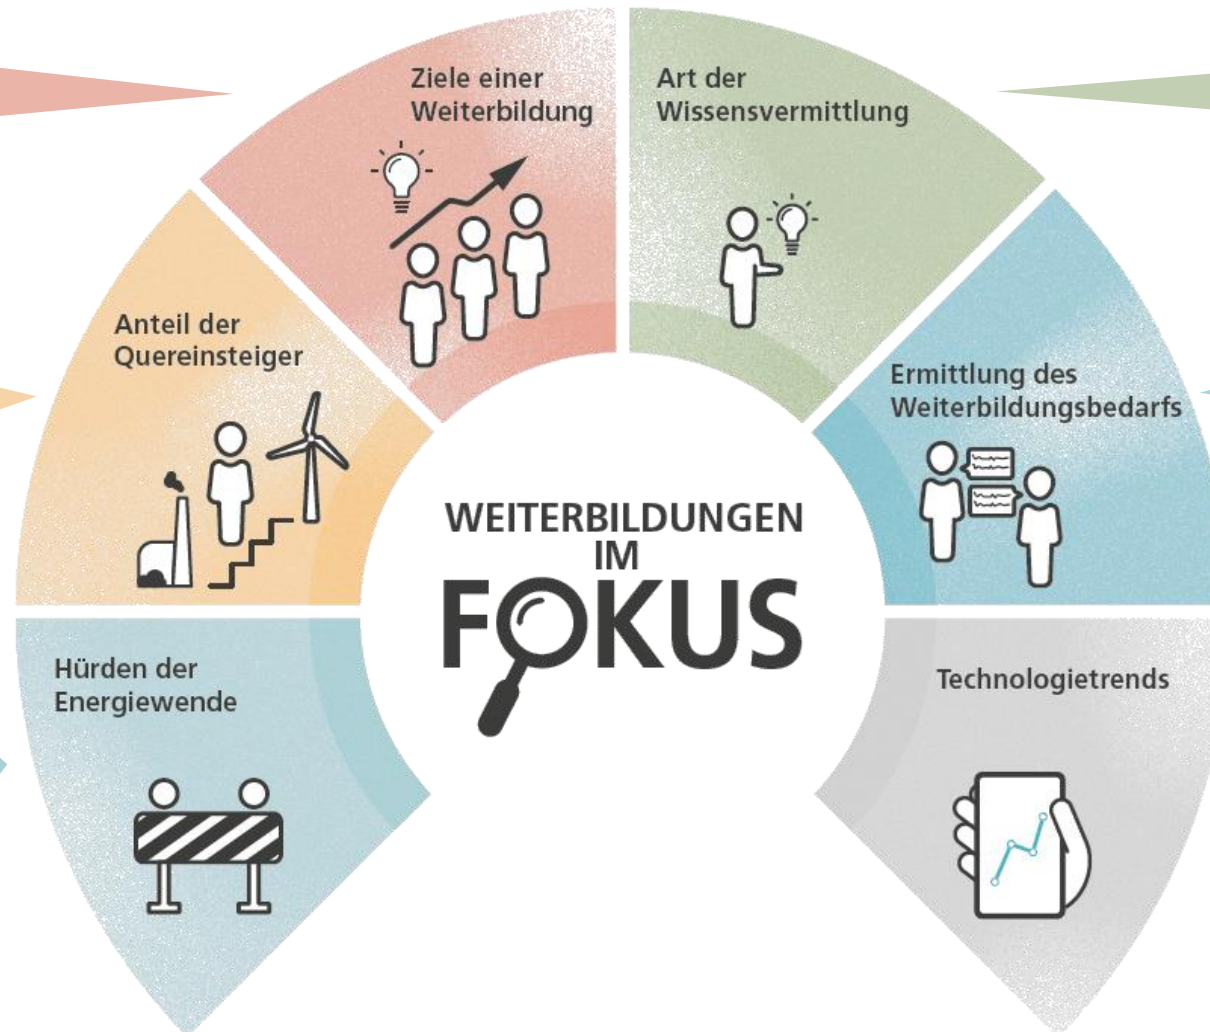 Ziele einer
Weiterbildung
Art der
Wissensvermittlung
Anteil der
Quereinsteiger
Ermittlung des
Weiterbildungsbedarfs
WEITERBILDUNGEN
IM
FOKUS
Hürden der
Energiewende
Technologietrends